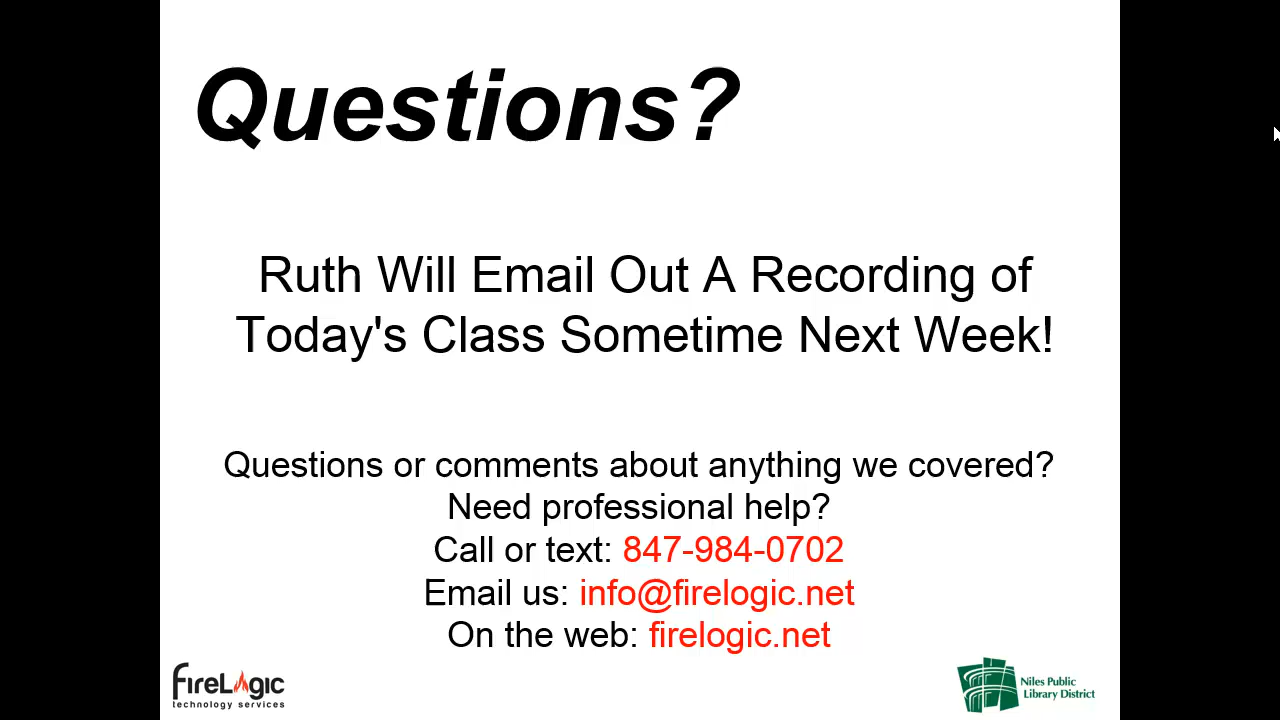 Questions?
Ruth Will Email Out A Recording of
Today's Class Sometime Next Week!
Questions or comments about anything we covered?
Need professional help?
Call or text: 847-984-0702
Email us: info@firelogic.net
On the web: firelogic.net
FireLogic
technology services
Niles Public
Library District